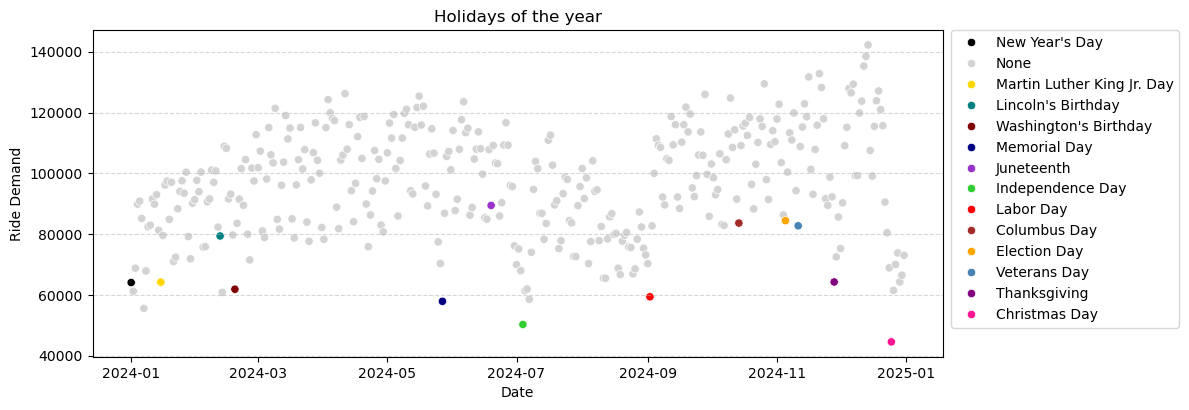 Holidays of the year
Ride Demand
140000
120000
100000
80000
60000
40000
2024-01
2024-03
2024-05
2024-07
2024-09
2024-11
2025-01
Date
New Year's Day
None
Martin Luther King Jr. Day
Lincoln's Birthday
Washington's Birthday
Memorial Day
Juneteenth
Independence Day
Labor Day
Columbus Day
Election Day
Veterans Day
Thanksgiving
Christmas Day